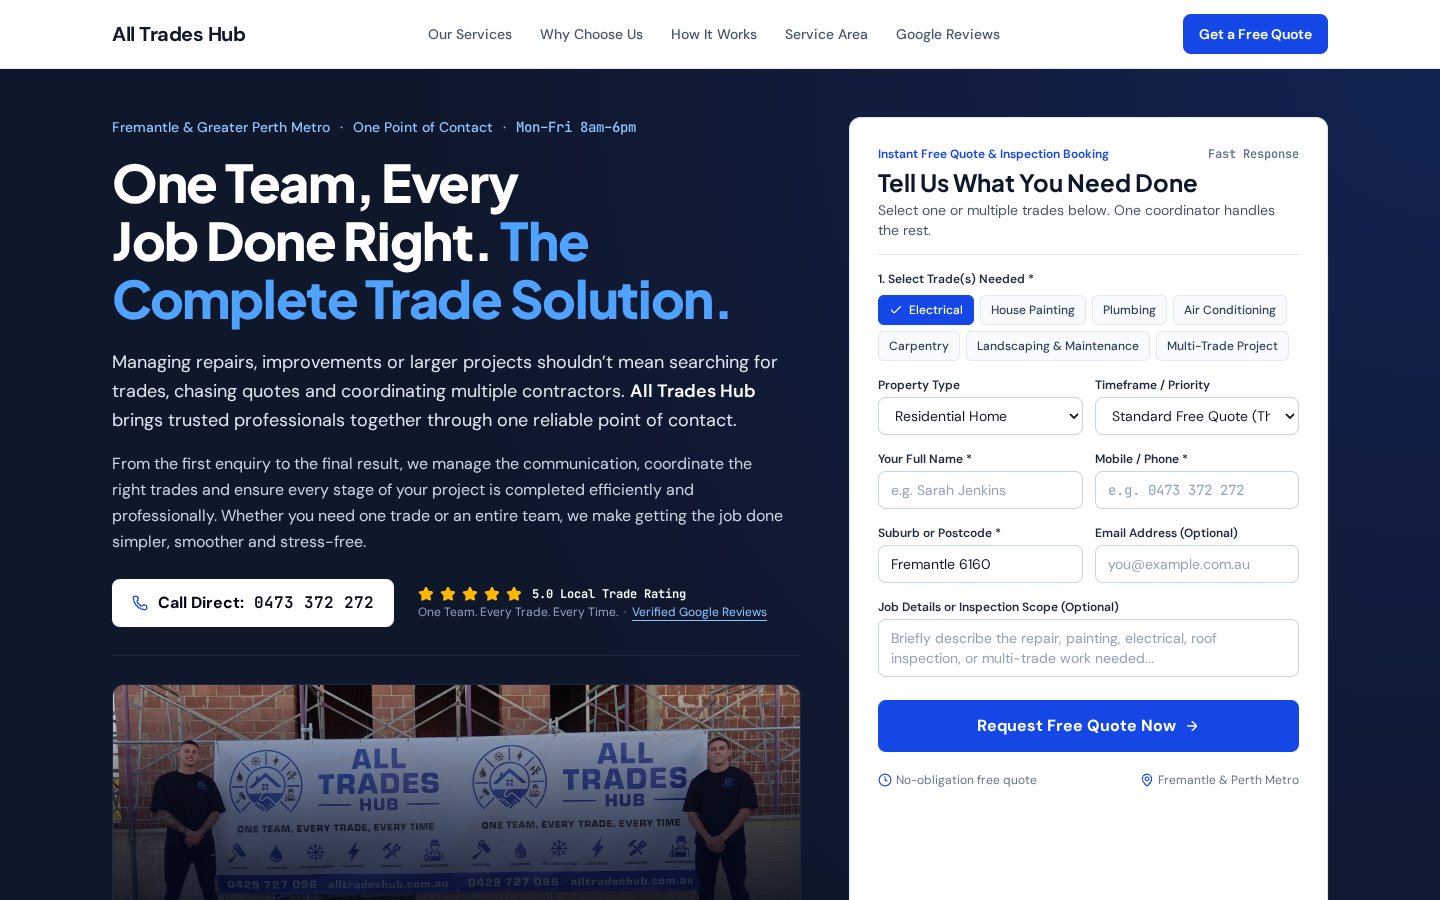 All Trades Hub
Our Services
Why Choose Us
How It Works
Service Area
Google Reviews
Get a Free Quote
Fremantle & Greater Perth Metro · One Point of Contact · Mon–Fri 8am–6pm
One Team, Every
Job Done Right. The
Complete Trade Solution.
Managing repairs, improvements or larger projects shouldn’t mean searching for
trades, chasing quotes and coordinating multiple contractors. All Trades Hub
brings trusted professionals together through one reliable point of contact.
From the first enquiry to the final result, we manage the communication, coordinate the
right trades and ensure every stage of your project is completed efficiently and
professionally. Whether you need one trade or an entire team, we make getting the job done
simpler, smoother and stress-free.
Call Direct: 0473 372 272
5.0 Local Trade Rating
One Team. Every Trade. Every Time. · Verified Google Reviews
ALL
TRADES
HUB
ONE TEAM, EVERY TRADE, EVERY TIME
0429 727 096 alltradeshub.com.au
ALL
TRADES
HUB
ONE TEAM, EVERY TRADE, EVERY TIME
0429 727 096 alltradeshub.com.au
Instant Free Quote & Inspection Booking
Fast Response
Tell Us What You Need Done
Select one or multiple trades below. One coordinator handles
the rest.
1. Select Trade(s) Needed *
Electrical
House Painting
Plumbing
Air Conditioning
Carpentry
Landscaping & Maintenance
Multi-Trade Project
Property Type
Timeframe / Priority
Residential Home
Standard Free Quote (Th
Your Full Name *
Mobile / Phone *
e.g. Sarah Jenkins
e.g. 0473 372 272
Suburb or Postcode *
Email Address (Optional)
Fremantle 6160
you@example.com.au
Job Details or Inspection Scope (Optional)
Briefly describe the repair, painting, electrical, roof
inspection, or multi-trade work needed...
Request Free Quote Now →
No-obligation free quote
Fremantle & Perth Metro